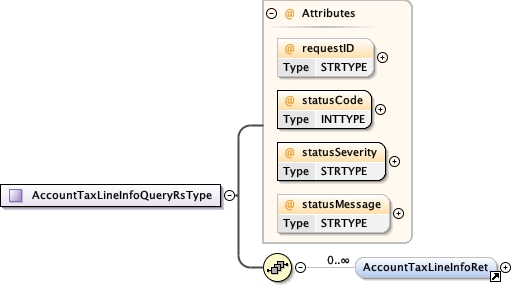 @ Attributes
@ requestID
Type STRTYPE
@ statusCode
Type INTTYPE
@ statusSeverity
Type STRTYPE
@ statusMessage
Type STRTYPE
AccountTaxLineInfoQueryRsType
0..∞
AccountTaxLineInfoRet